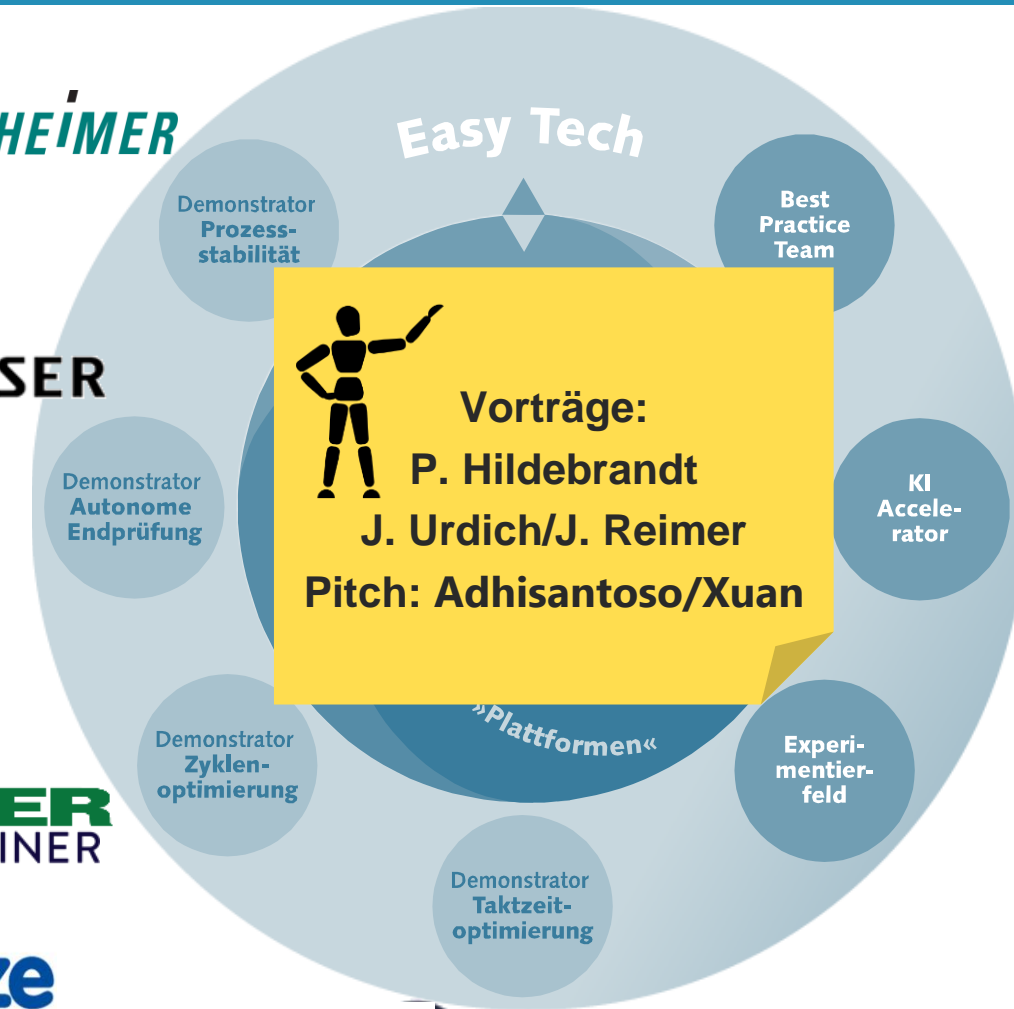 HEIMER
Easy Tech
Demonstrator
Prozess-
stabilität
Best
Practice
Team
SER
Vorträge:
P. Hildebrandt
J. Urdich/J. Reimer
Pitch: Adhisantoso/Xuan
Demonstrator
Autonome
Endprüfung
KI
Accele-
rator
»Plattformen«
Demonstrator
Zyklen-
optimierung
Experi-
mentier-
feld
ER
INER
Demonstrator
Taktzeit-
optimierung
ze